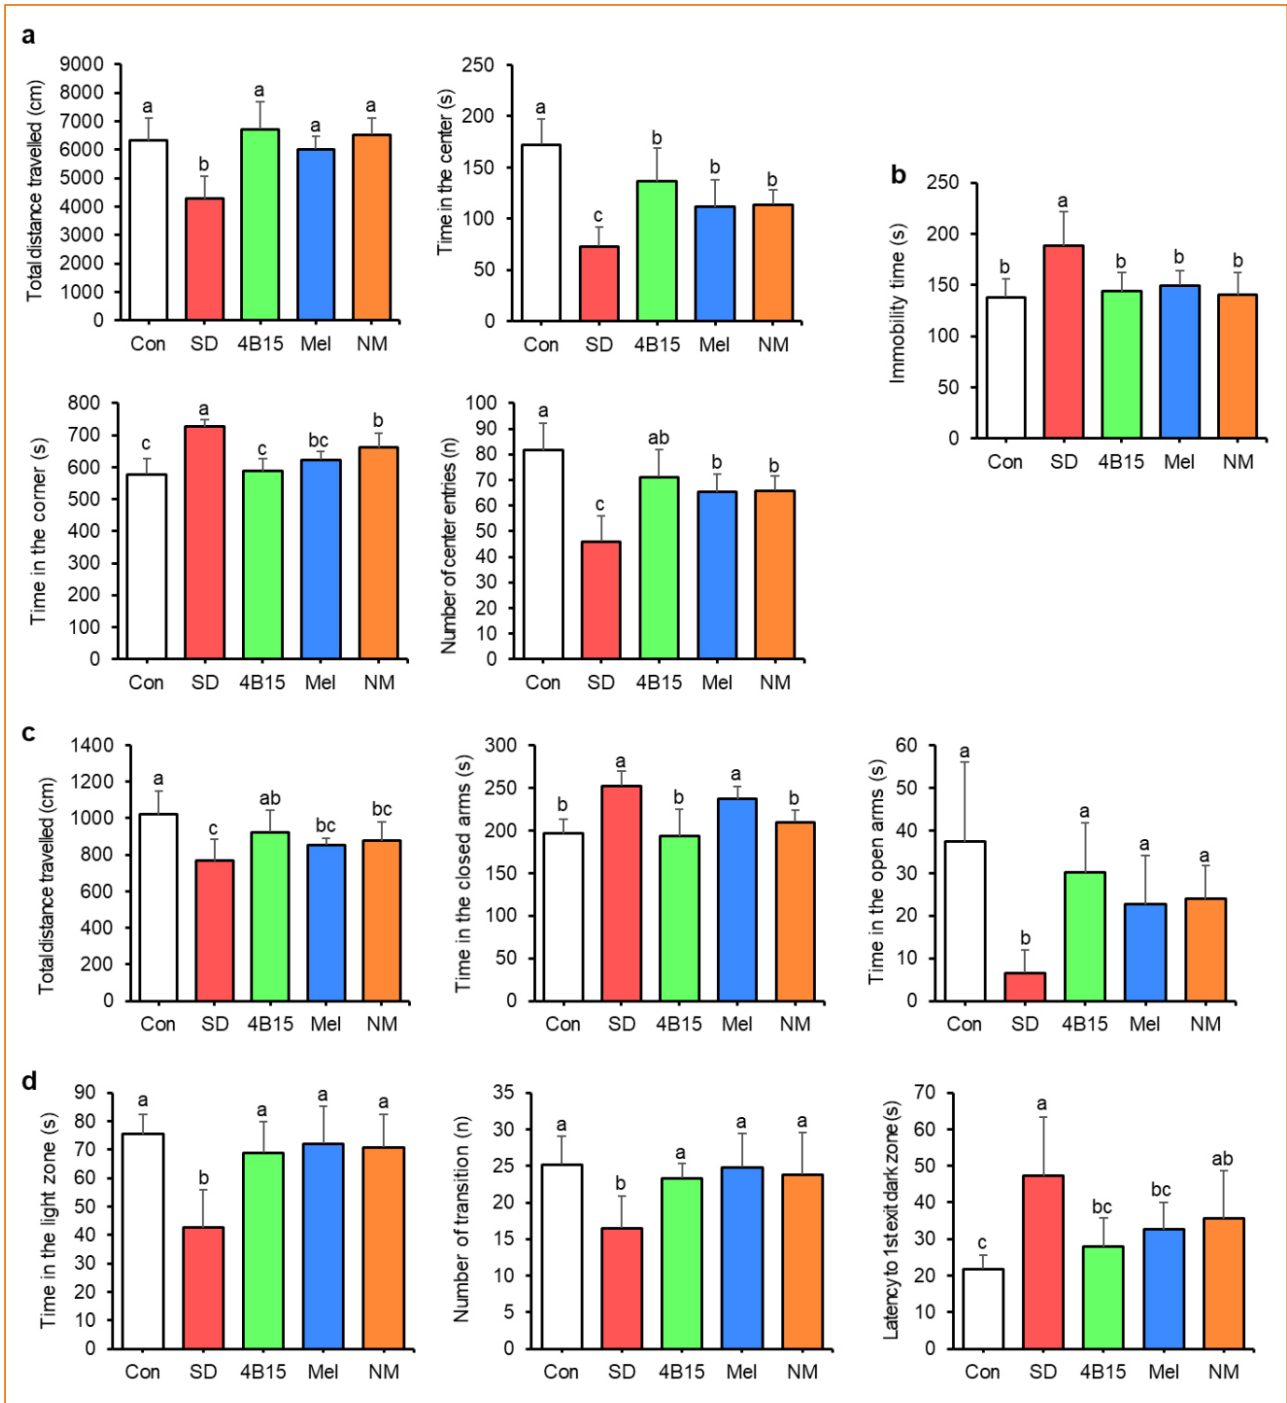 a
Total distance travelled (cm)
9000
8000
7000
6000
5000
4000
3000
2000
1000
0
a
b
a
a
a
Con SD 4B15 Mel NM
Time in the center (s)
250
200
150
100
50
0
a
c
b
b
b
Con SD 4B15 Mel NM
b
Immobility time (s)
250
200
150
100
50
0
b
a
b
b
b
Con SD 4B15 Mel NM
Time in the corner (s)
800
700
600
500
400
300
200
100
0
c
a
c
bc
b
Con SD 4B15 Mel NM
Number of center entries (n)
100
90
80
70
60
50
40
30
20
10
0
a
c
ab
b
b
Con SD 4B15 Mel NM
c
Total distance travelled (cm)
1400
1200
1000
800
600
400
200
0
a
c
ab
bc
bc
Con SD 4B15 Mel NM
Time in the closed arms (s)
300
250
200
150
100
50
0
b
a
b
a
b
Con SD 4B15 Mel NM
Time in the open arms (s)
60
50
40
30
20
10
0
a
b
a
a
a
Con SD 4B15 Mel NM
d
Time in the light zone (s)
90
80
70
60
50
40
30
20
10
0
a
b
a
a
a
Con SD 4B15 Mel NM
Number of transition (n)
35
30
25
20
15
10
5
0
a
b
a
a
a
Con SD 4B15 Mel NM
Latency to 1st exit dark zone (s)
70
60
50
40
30
20
10
0
c
a
bc
bc
ab
Con SD 4B15 Mel NM